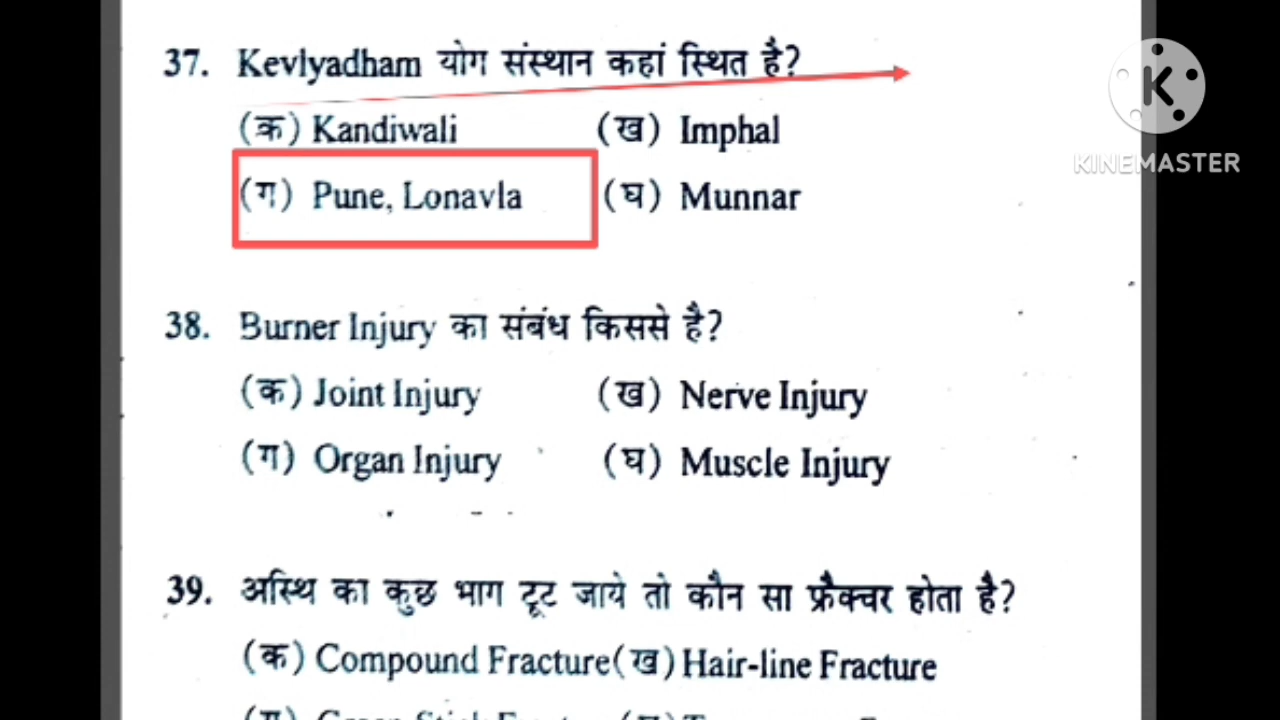 37. Kevlyadham योग संस्थान कहां स्थित है?
(क) Kandiwali (ख) Imphal
(ग) Pune, Lonavla (घ) Munnar
38. Burner Injury का संबंध किससे है?
(क) Joint Injury (ख) Nerve Injury
(ग) Organ Injury (घ) Muscle Injury
39. अस्थि का कुछ भाग टूट जाये तो कौन सा फ्रैक्चर होता है?
(क) Compound Fracture (ख) Hair-line Fracture
K
KINEMASTER